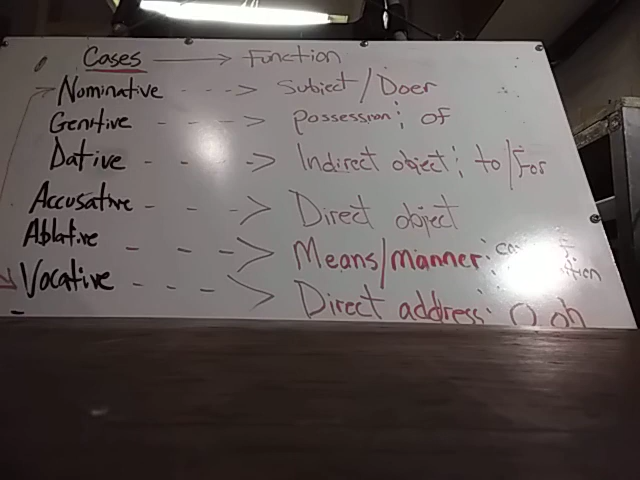 Cases → Function
Nominative - - - > Subject/Doer
Genitive - - - > Possession; of
Dative - - - > Indirect object; to/for
Accusative - - - > Direct object
Ablative - - - > Means/manner:
Vocative - - - > Direct address: O, oh